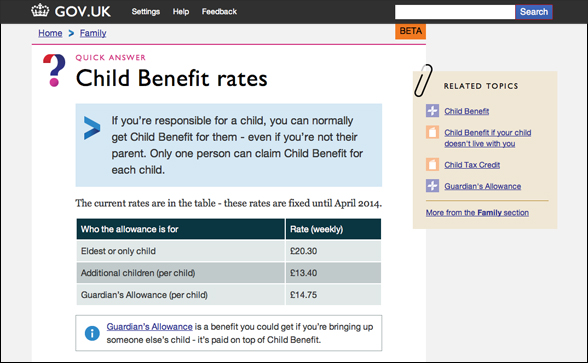 GOV.UK Settings Help Feedback Search
Home > Family
BETA
QUICK ANSWER
Child Benefit rates
If you're responsible for a child, you can normally
get Child Benefit for them - even if you're not their
parent. Only one person can claim Child Benefit for
each child.
The current rates are in the table - these rates are fixed until April 2014.
Who the allowance is for Rate (weekly)
Eldest or only child £20.30
Additional children (per child) £13.40
Guardian's Allowance (per child) £14.75
Guardian's Allowance is a benefit you could get if you're bringing up
someone else's child - it's paid on top of Child Benefit.
RELATED TOPICS
Child Benefit
Child Benefit if your child
doesn't live with you
Child Tax Credit
Guardian's Allowance
More from the Family section